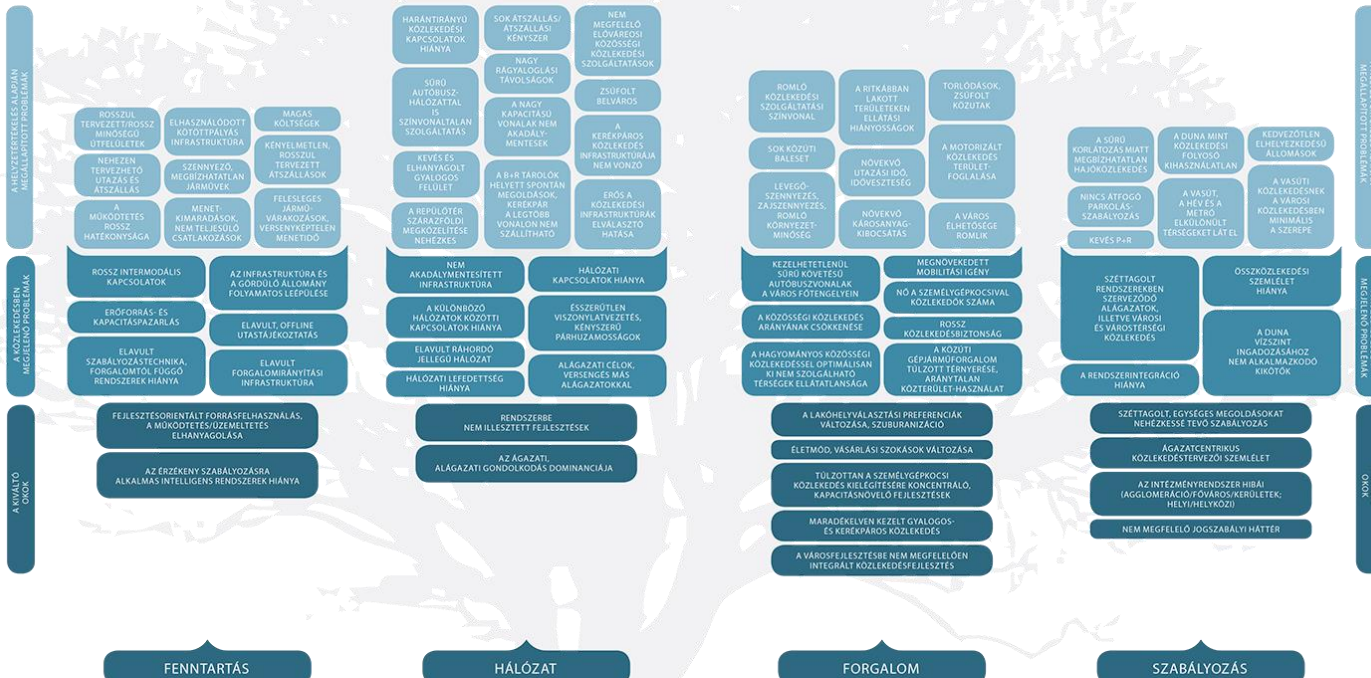 A HELYZETÉRTÉKELÉS ALAPJÁN
MEGÁLLAPÍTOTT PROBLÉMÁK
ROSSZUL
TERVEZETT/ROSSZ
MINŐSÉGŰ
ÚTFELÜLETEK
ELHASZNÁLÓDOTT
KÖTÖTTPÁLYÁS
INFRASTRUKTÚRA
MAGAS
KÖLTSÉGEK
NEHEZEN
TERVEZHETŐ
UTAZÁS ÉS
ÁTSZÁLLÁS
SZENNYEZŐ,
MEGBÍZHATATLAN
JÁRMŰVEK
KÉNYELMETLEN,
ROSSZUL
TERVEZETT
ÁTSZÁLLÁSOK
A
MŰKÖDTETÉS
ROSSZ
HATÉKONYSÁGA
MENET-
KIMARADÁSOK,
NEM TELJESÜLŐ
CSATLAKOZÁSOK
FELESLEGES
JÁRMŰ-
VÁRAKOZÁSOK,
VERSENYKÉPTELEN
MENETIDŐ
HARÁNTIRÁNYÚ
KÖZLEKEDÉSI
KAPCSOLATOK
HIÁNYA
SOK ÁTSZÁLLÁS/
ÁTSZÁLLÁSI
KÉNYSZER
NEM
MEGFELELŐ
ELŐVÁROSI
KÖZÖSSÉGI
KÖZLEKEDÉSI
SZOLGÁLTATÁSOK
SŰRŰ
AUTÓBUSZ-
HÁLÓZATTAL
IS
SZÍNVONALTALAN
SZOLGÁLTATÁS
NAGY
RÁGYALOGLÁSI
TÁVOLSÁGOK
ZSÚFOLT
BELVÁROS
A NAGY
KAPACITÁSÚ
VONALAK NEM
AKADÁLY-
MENTESEK
A
KERÉKPÁROS
KÖZLEKEDÉS
INFRASTRUKTÚRÁJA
NEM VONZÓ
KEVÉS ÉS
ELHANYAGOLT
GYALOGOS
FELÜLET
A B+R TÁROLÓK
HELYETT SPONTÁN
MEGOLDÁSOK,
KERÉKPÁR
A LEGTÖBB
VONALON NEM
SZÁLLÍTHATÓ
ERŐS A
KÖZLEKEDÉSI
INFRASTRUKTÚRÁK
ELVÁLASZTÓ
HATÁSA
A REPÜLŐTÉR
SZÁRAZFÖLDI
MEGKÖZELÍTÉSE
NEHÉZKES
ROMLÓ
KÖZLEKEDÉSI
SZOLGÁLTATÁSI
SZÍNVONAL
A RITKÁBBAN
LAKOTT
TERÜLETEKEN
ELLÁTÁSI
HIÁNYOSSÁGOK
TORLÓDÁSOK,
ZSÚFOLT
KÖZUTAK
SOK KÖZÚTI
BALESET
NÖVEKVŐ
UTAZÁSI IDŐ,
IDŐVESZTESÉG
A MOTORIZÁLT
KÖZLEKEDÉS
TERÜLET-
FOGLALÁSA
LEVEGŐ-
SZENNYEZÉS,
ZAJSZENNYEZÉS,
ROMLÓ
KÖRNYEZET-
MINŐSÉG
NÖVEKVŐ
KÁROSANYAG-
KIBOCSÁTÁS
A VÁROS
ÉLHETŐSÉGE
ROMLIK
A SŰRŰ
KORLÁTOZÁS MIATT
MEGBÍZHATATLAN
HAJÓKÖZLEKEDÉS
A DUNA MINT
KÖZLEKEDÉSI
FOLYOSÓ
KIHASZNÁLATLAN
KEDVEZŐTLEN
ELHELYEZKEDÉSŰ
ÁLLOMÁSOK
NINCS ÁTFOGÓ
PARKOLÁS-
SZABÁLYOZÁS
A VASÚT,
A HÉV ÉS A
METRÓ
ELKÜLÖNÜLT
TÉRSÉGEKET LÁT EL
A VASÚTI
KÖZLEKEDÉSNEK
A VÁROSI
KÖZLEKEDÉSBEN
MINIMÁLIS
A SZEREPE
KEVÉS P+R
MEGÁLLAPÍTOTT PROBLÉMÁK
A KÖZLEKEDÉSBEN
MEGJELENŐ PROBLÉMÁK
ROSSZ INTERMODÁLIS
KAPCSOLATOK
AZ INFRASTRUKTÚRA ÉS
A GÖRDÜLŐ ÁLLOMÁNY
FOLYAMATOS LEÉPÜLÉSE
ERŐFORRÁS- ÉS
KAPACITÁSPAZARLÁS
ELAVULT, OFFLINE
UTASTÁJÉKOZTATÁS
ELAVULT
SZABÁLYOZÁSTECHNIKA,
FORGALOMTÓL FÜGGŐ
RENDSZEREK HIÁNYA
ELAVULT
FORGALOMIRÁNYÍTÁSI
INFRASTRUKTÚRA
NEM
AKADÁLYMENTESÍTETT
INFRASTRUKTÚRA
HÁLÓZATI
KAPCSOLATOK HIÁNYA
A KÜLÖNBÖZŐ
HÁLÓZATOK KÖZÖTTI
KAPCSOLATOK HIÁNYA
ÉSSZERŰTLEN
VISZONYLATVEZETÉS,
KÉNYSZERŰ
PÁRHUZAMOSSÁGOK
ELAVULT RÁHORDÓ
JELLEGŰ HÁLÓZAT
ALÁGAZATI CÉLOK,
VERSENGÉS MÁS
ALÁGAZATOKKAL
HÁLÓZATI LEFEDETTSÉG
HIÁNYA
KEZELHETETLENÜL
SŰRŰ KÖVETÉSŰ
AUTÓBUSZVONALAK
A VÁROS FŐTENGELYEIN
MEGNÖVEKEDETT
MOBILITÁSI IGÉNY
NŐ A SZEMÉLYGÉPKOCSIVAL
KÖZLEKEDŐK SZÁMA
A KÖZÖSSÉGI KÖZLEKEDÉS
ARÁNYÁNAK CSÖKKENÉSE
ROSSZ
KÖZLEKEDÉSBIZTONSÁG
A HAGYOMÁNYOS KÖZÖSSÉGI
KÖZLEKEDÉSSEL OPTIMÁLISAN
KI NEM SZOLGÁLHATÓ
TÉRSÉGEK ELLÁTATLANSÁGA
A KÖZÚTI
GÉPJÁRMŰFORGALOM
TÚLZOTT TÉRNYERÉSE,
ARÁNYTALAN
KÖZTERÜLET-HASZNÁLAT
SZÉTTAGOLT
RENDSZEREKBEN
SZERVEZŐDŐ
ALÁGAZATOK,
ILLETVE VÁROSI
ÉS VÁROSTÉRSÉGI
KÖZLEKEDÉS
ÖSSZKÖZLEKEDÉSI
SZEMLÉLET
HIÁNYA
A DUNA
VÍZSZINT
INGADOZÁSÁHOZ
NEM ALKALMAZKODÓ
KIKÖTŐK
A RENDSZERINTEGRÁCIÓ
HIÁNYA
MEGJELENŐ PROBLÉMÁK
A KIVÁLTÓ
OKOK
FEJLESZTÉSORIENTÁLT FORRÁSFELHASZNÁLÁS,
A MŰKÖDTETÉS/ÜZEMELTETÉS
ELHANYAGOLÁSA
AZ ÉRZÉKENY SZABÁLYOZÁSRA
ALKALMAS INTELLIGENS RENDSZEREK HIÁNYA
RENDSZERBE
NEM ILLESZTETT FEJLESZTÉSEK
AZ ÁGAZATI,
ALÁGAZATI GONDOLKODÁS DOMINANCIÁJA
A LAKÓHELYVÁLASZTÁSI PREFERENCIÁK
VÁLTOZÁSA, SZUBURBANIZÁCIÓ
ÉLETMÓD, VÁSÁRLÁSI SZOKÁSOK VÁLTOZÁSA
TÚLZOTTAN A SZEMÉLYGÉPKOCSI
KÖZLEKEDÉS KIELÉGÍTÉSÉRE KONCENTRÁLÓ,
KAPACITÁSNÖVELŐ FEJLESZTÉSEK
MARADÉKELVEN KEZELT GYALOGOS-
ÉS KERÉKPÁROS KÖZLEKEDÉS
A VÁROSFEJLESZTÉSBE NEM MEGFELELŐEN
INTEGRÁLT KÖZLEKEDÉSFEJLESZTÉS
SZÉTTAGOLT, EGYSÉGES MEGOLDÁSOKAT
NEHÉZKESSÉ TEVŐ SZABÁLYOZÁS
ÁGAZATCENTRIKUS
KÖZLEKEDÉSTERVEZŐI SZEMLÉLET
AZ INTÉZMÉNYRENDSZER HIBÁI
(AGGLOMERÁCIÓ/FŐVÁROS/KERÜLETEK;
HELYI/HELYKÖZI)
NEM MEGFELELŐ JOGSZABÁLYI HÁTTÉR
OKOK
FENNTARTÁS
HÁLÓZAT
FORGALOM
SZABÁLYOZÁS